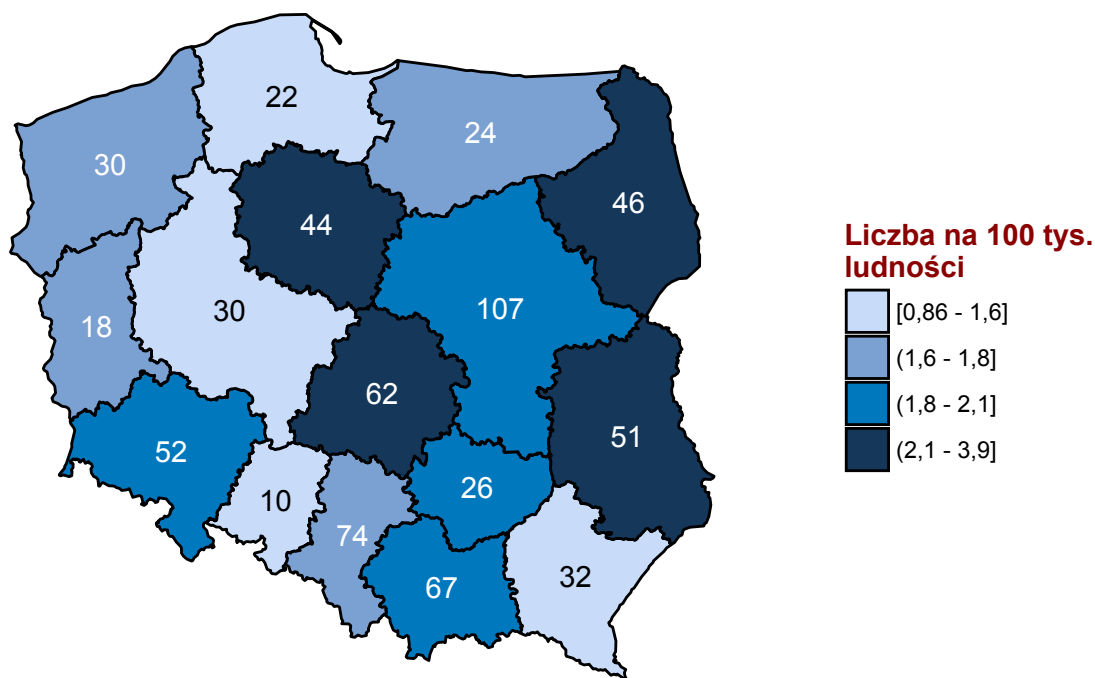 22
24
30
46
44
107
30
18
62
51
52
26
10
74
32
67
Liczba na 100 tys.
ludności
[0,86 - 1,6]
(1,6 - 1,8]
(1,8 - 2,1]
(2,1 - 3,9]